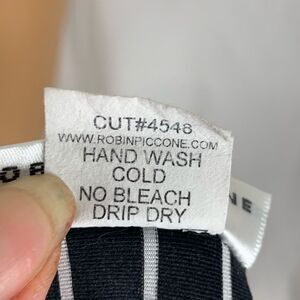 CUT#4548
WWW.ROBINPICCONE.COM
HAND WASH
COLD
NO BLEACH
DRIP DRY